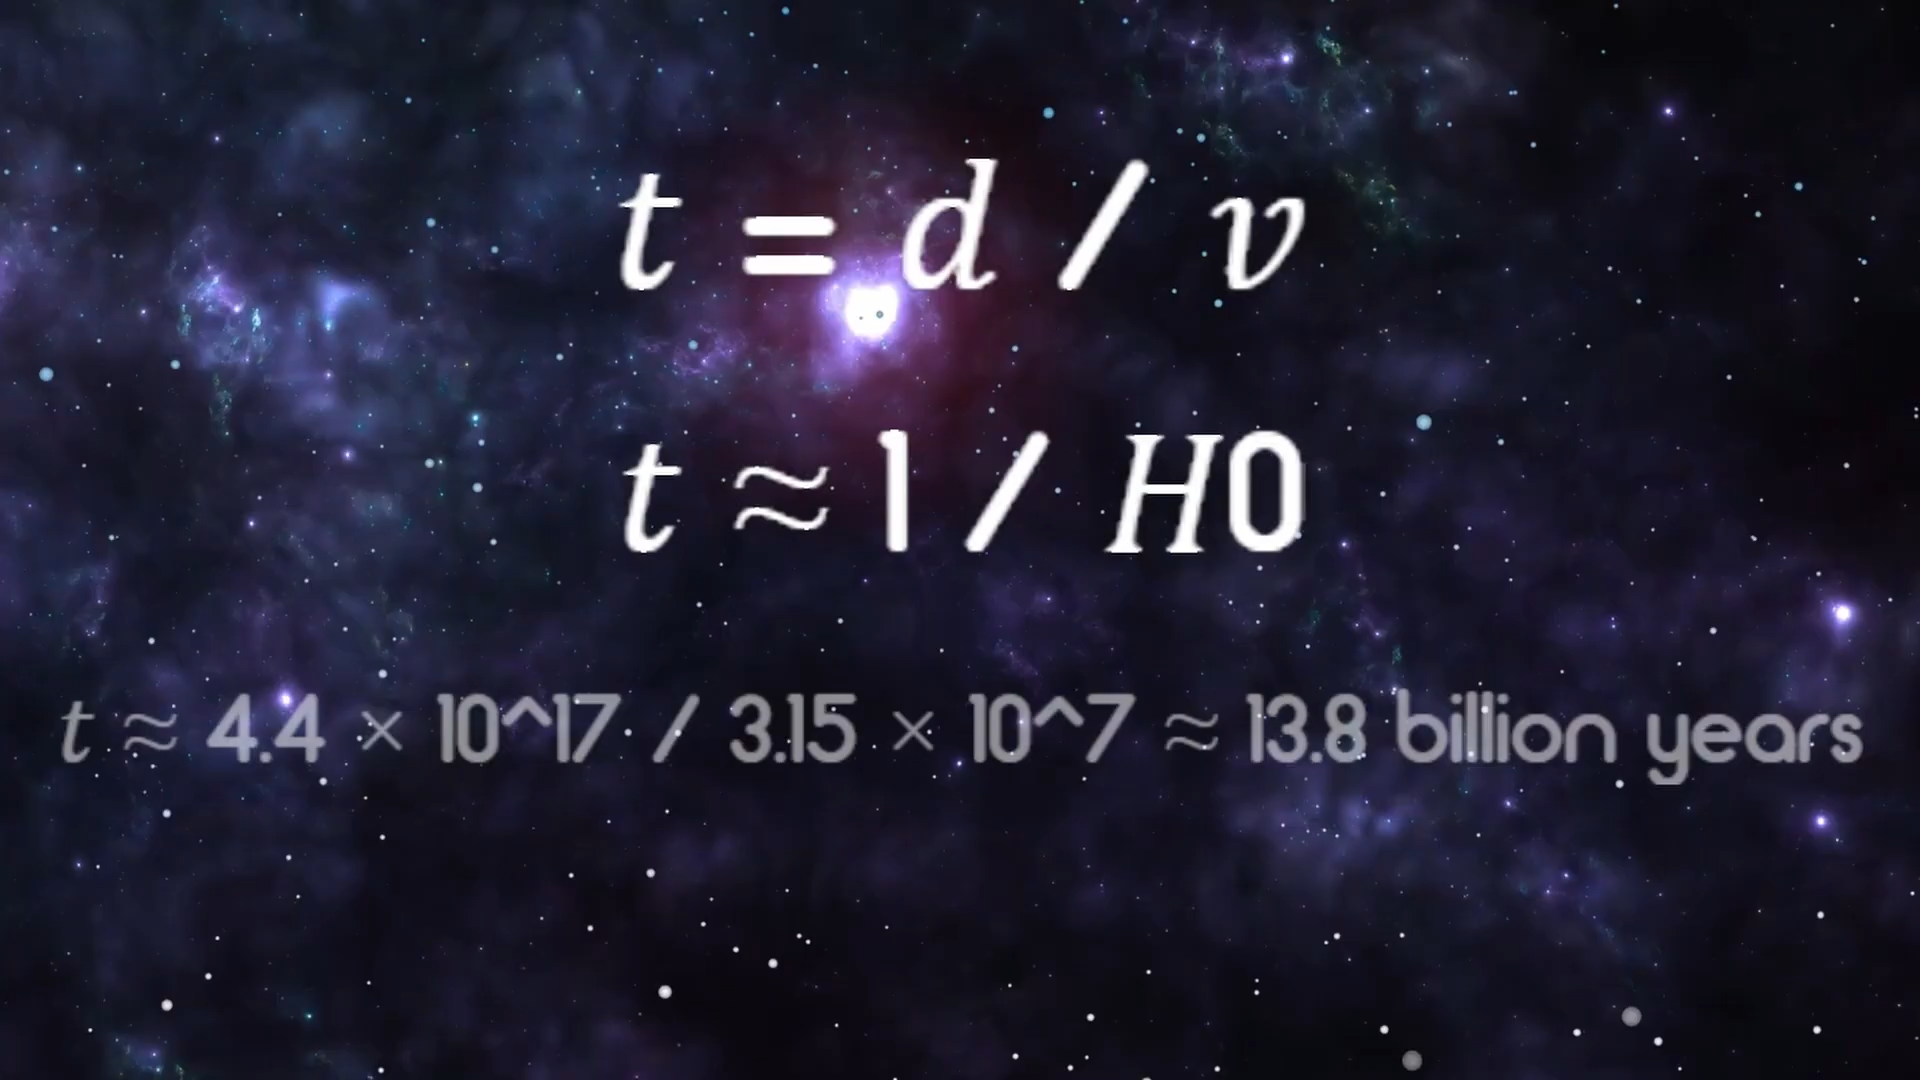 t = d / v
t ≈ 1 / H0
t ≈ 4.4 × 10^17 / 3.15 × 10^7 ≈ 13.8 billion years